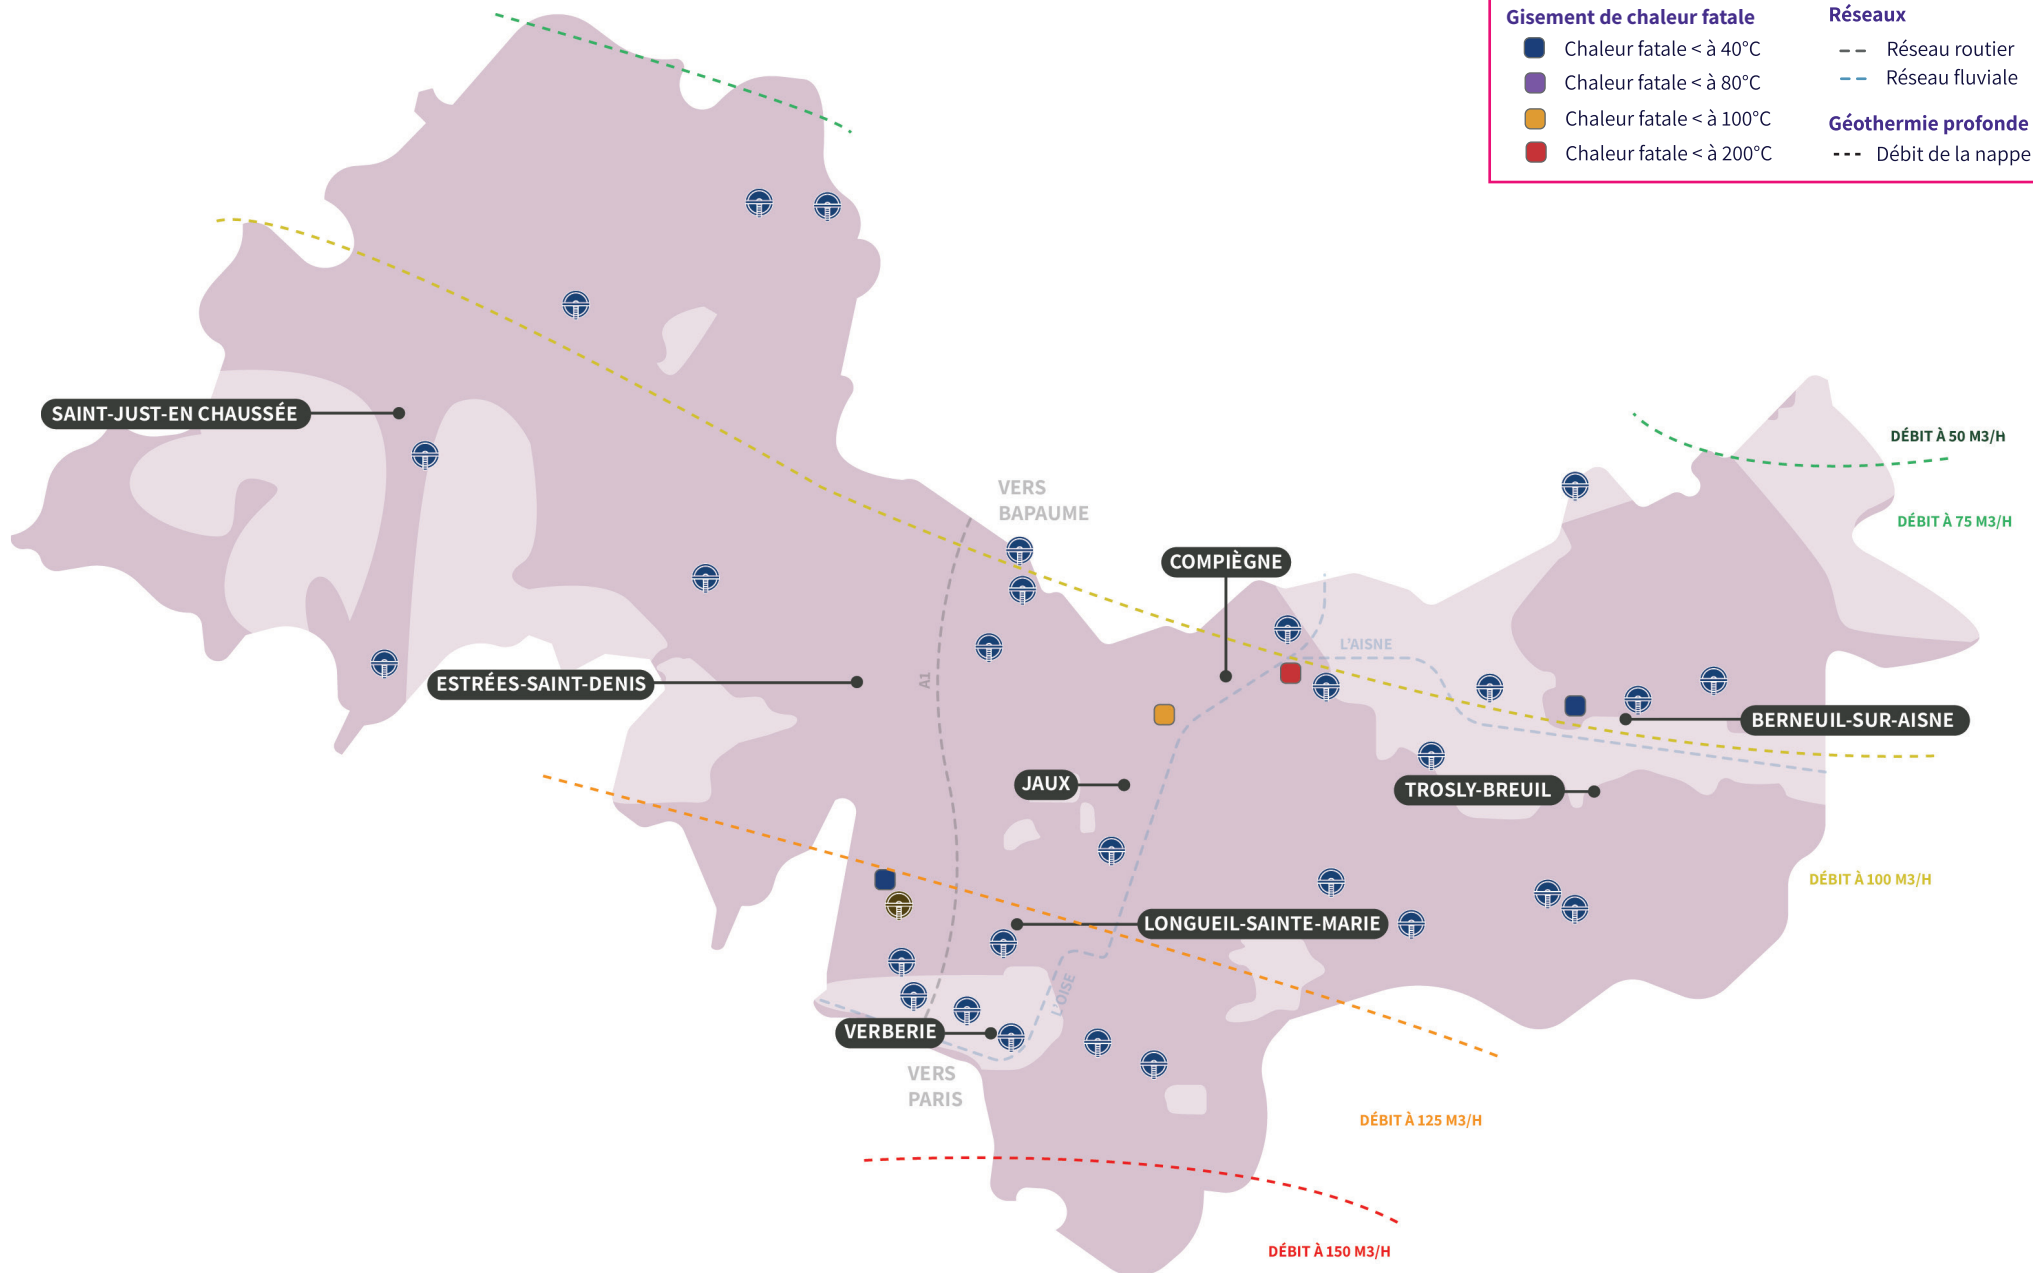 Gisement de chaleur fatale
Chaleur fatale < à 40°C
Chaleur fatale < à 80°C
Chaleur fatale < à 100°C
Chaleur fatale < à 200°C
Réseaux
Réseau routier
Réseau fluviale
Géothermie profonde
Débit de la nappe
SAINT-JUST-EN CHAUSSÉE
DÉBIT À 50 M3/H
VERS
BAPAUME
DÉBIT À 75 M3/H
COMPIÈGNE
L'AISNE
ESTRÉES-SAINT-DENIS
A1
BERNEUIL-SUR-AISNE
JAUX
TROSLY-BREUIL
DÉBIT À 100 M3/H
LONGUEIL-SAINTE-MARIE
L'OISE
VERBERIE
VERS
PARIS
DÉBIT À 125 M3/H
DÉBIT À 150 M3/H